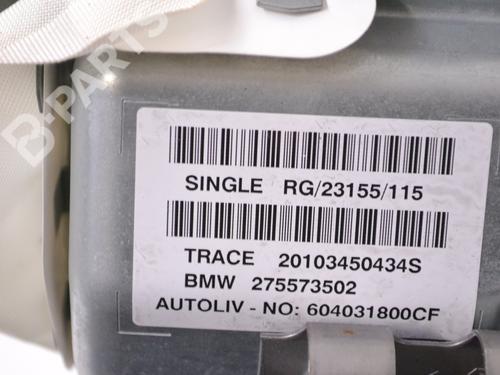 B-PARTS
SINGLE RG/23155/115
TRACE 20103450434S
BMW 275573502
AUTOLIV - NO: 604031800CF